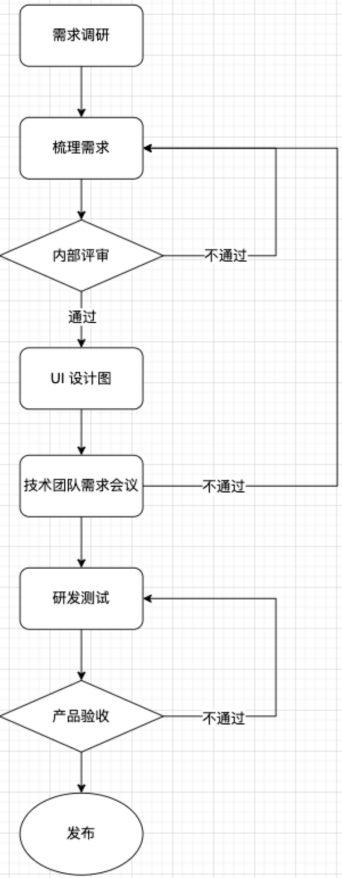 需求调研
梳理需求
内部评审
不通过
通过
UI 设计图
技术团队需求会议
不通过
研发测试
产品验收
不通过
发布